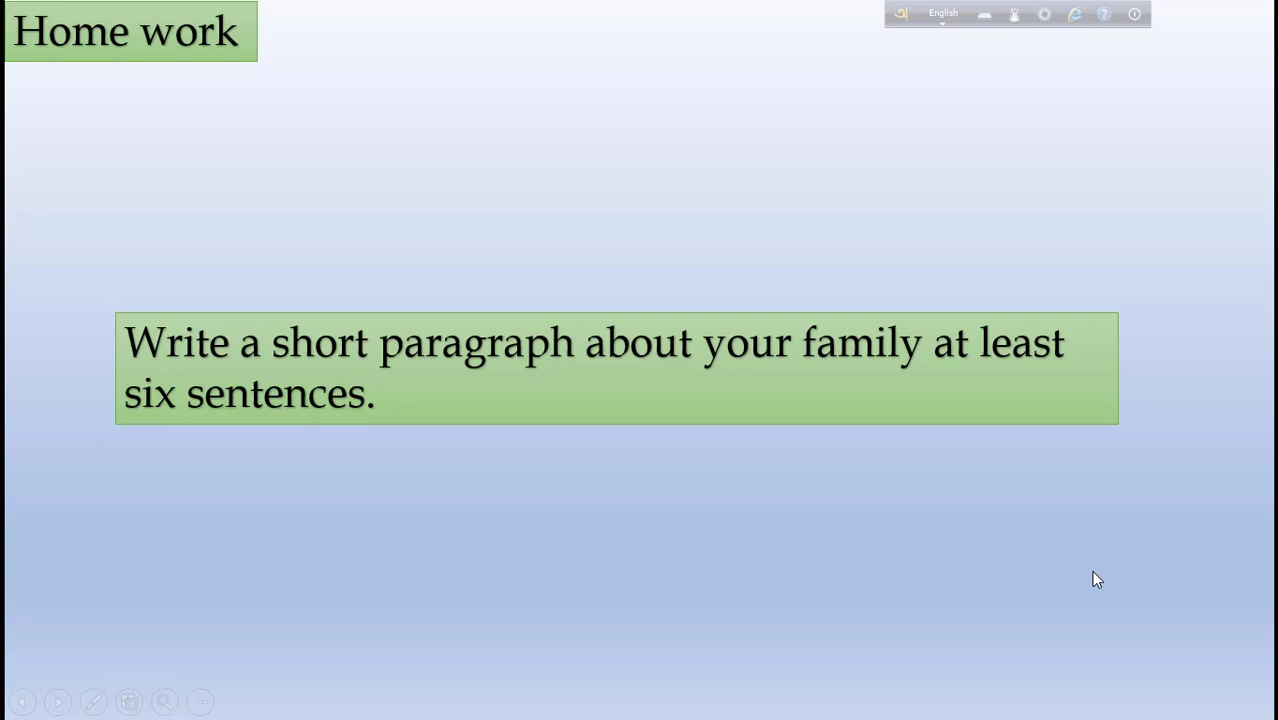 Home work
অ
English
Write a short paragraph about your family at least
six sentences.